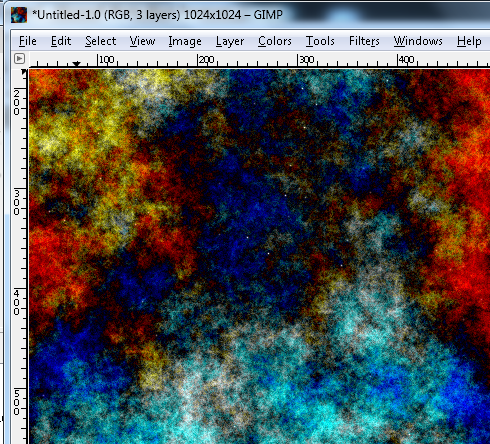 *Untitled-1.0 (RGB, 3 layers) 1024x1024 – GIMP
File Edit Select View Image Layer Colors Tools Filters Windows Help
100 200 300 400
200
300
400
500